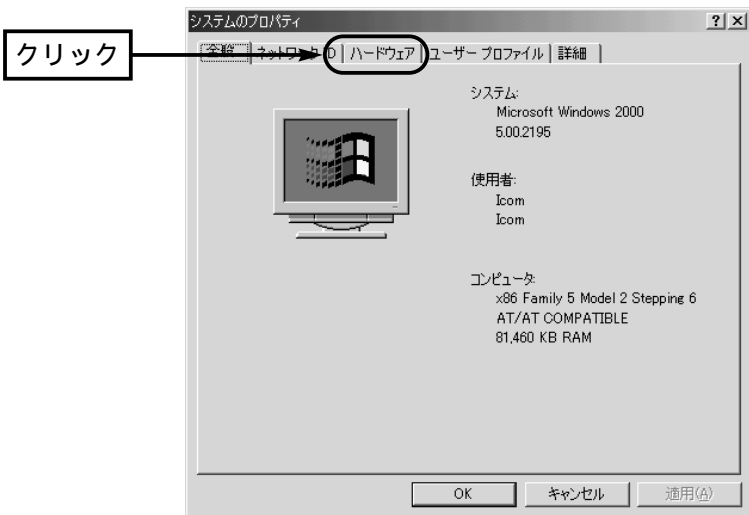 システムのプロパティ
クリック
全般 ネットワーク ID ハードウェア ユーザー プロファイル 詳細
システム:
Microsoft Windows 2000
5.00.2195
使用者:
Icom
Icom
コンピュータ:
x86 Family 5 Model 2 Stepping 6
AT/AT COMPATIBLE
81,460 KB RAM
OK キャンセル 適用(A)